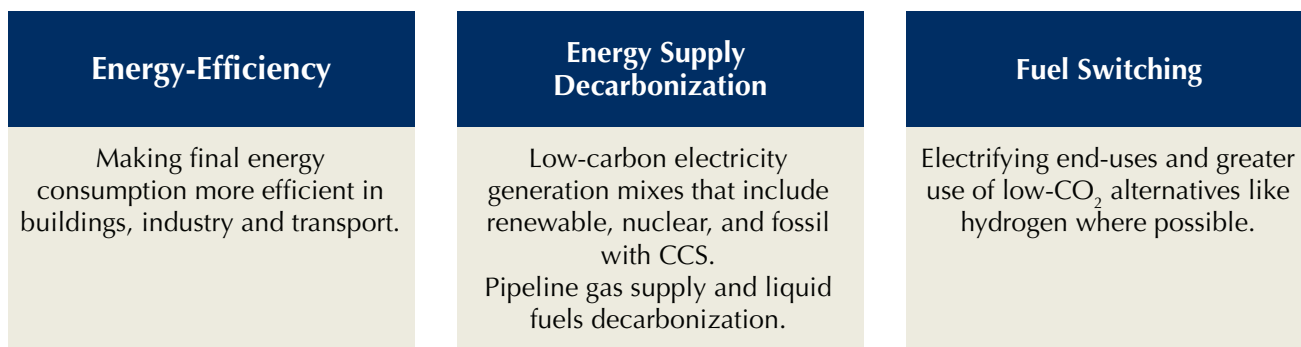 Energy-Efficiency
Making final energy
consumption more efficient in
buildings, industry and transport.
Energy Supply
Decarbonization
Low-carbon electricity
generation mixes that include
renewable, nuclear, and fossil
with CCS.
Pipeline gas supply and liquid
fuels decarbonization.
Fuel Switching
Electrifying end-uses and greater
use of low-CO₂ alternatives like
hydrogen where possible.